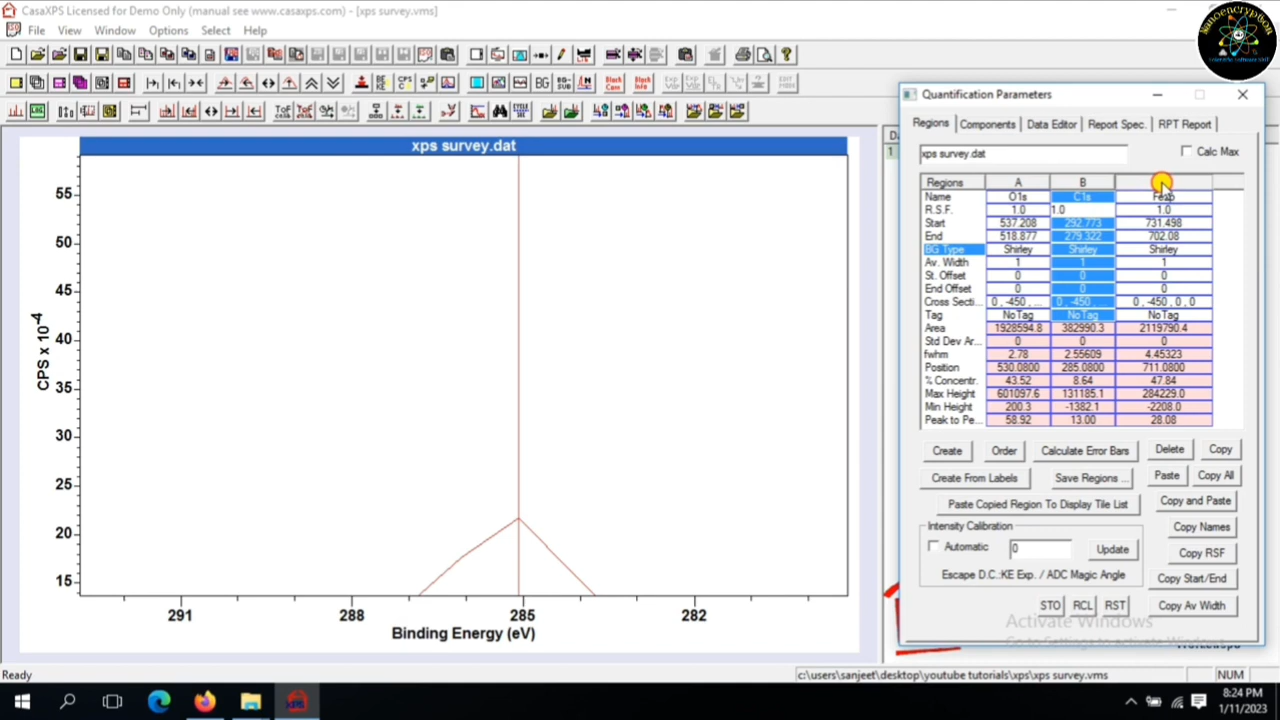 CasaXPS Licensed for Demo Only (manual see www.casaxps.com) - [xps survey.vms]
File View Window Options Select Help
xps survey.dat
55
50
45
40
35
30
25
20
15
CPS x 10-4
291 288 285 282
Binding Energy (eV)
Quantification Parameters
Regions Components Data Editor Report Spec. RPT Report
xps survey.dat Calc Max
Regions A B
Name O1s C1s
R.S.F. 1.0 1.0 1.0
Start 537.208 292.773 731.498
End 518.877 279.322 702.08
BG Type Shirley Shirley Shirley
Av. Width 1 1 1
St. Offset 0 0 0
End Offset 0 0 0
Cross Secti... 0 , -450 , ... 0 , -450 , ... 0 , -450 , 0 , 0
Tag NoTag NoTag NoTag
Area 1928594.8 382990.3 2119790.4
Std Dev Ar... 0 0 0
fwhm 2.78 2.55609 4.45323
Position 530.0800 285.0800 711.0800
% Concentr. 43.52 8.64 47.84
Max Height 601097.6 131185.1 284229.0
Min Height 200.3 -1382.1 -2208.0
Peak to Pe... 58.92 13.00 28.08
Create Order Calculate Error Bars Delete Copy
Create From Labels Save Regions ... Paste Copy All
Paste Copied Region To Display Tile List Copy and Paste
Intensity Calibration
Automatic 0 Update
Copy Names
Copy RSF
Escape D.C.:KE Exp. / ADC Magic Angle Copy Start/End
STO RCL RST Copy Av Width
Activate Windows
Go to Settings to activate Windows.
Ready c:\users\sanjeet\desktop\youtube tutorials\xps\xps survey.vms NUM
8:24 PM
1/11/2023